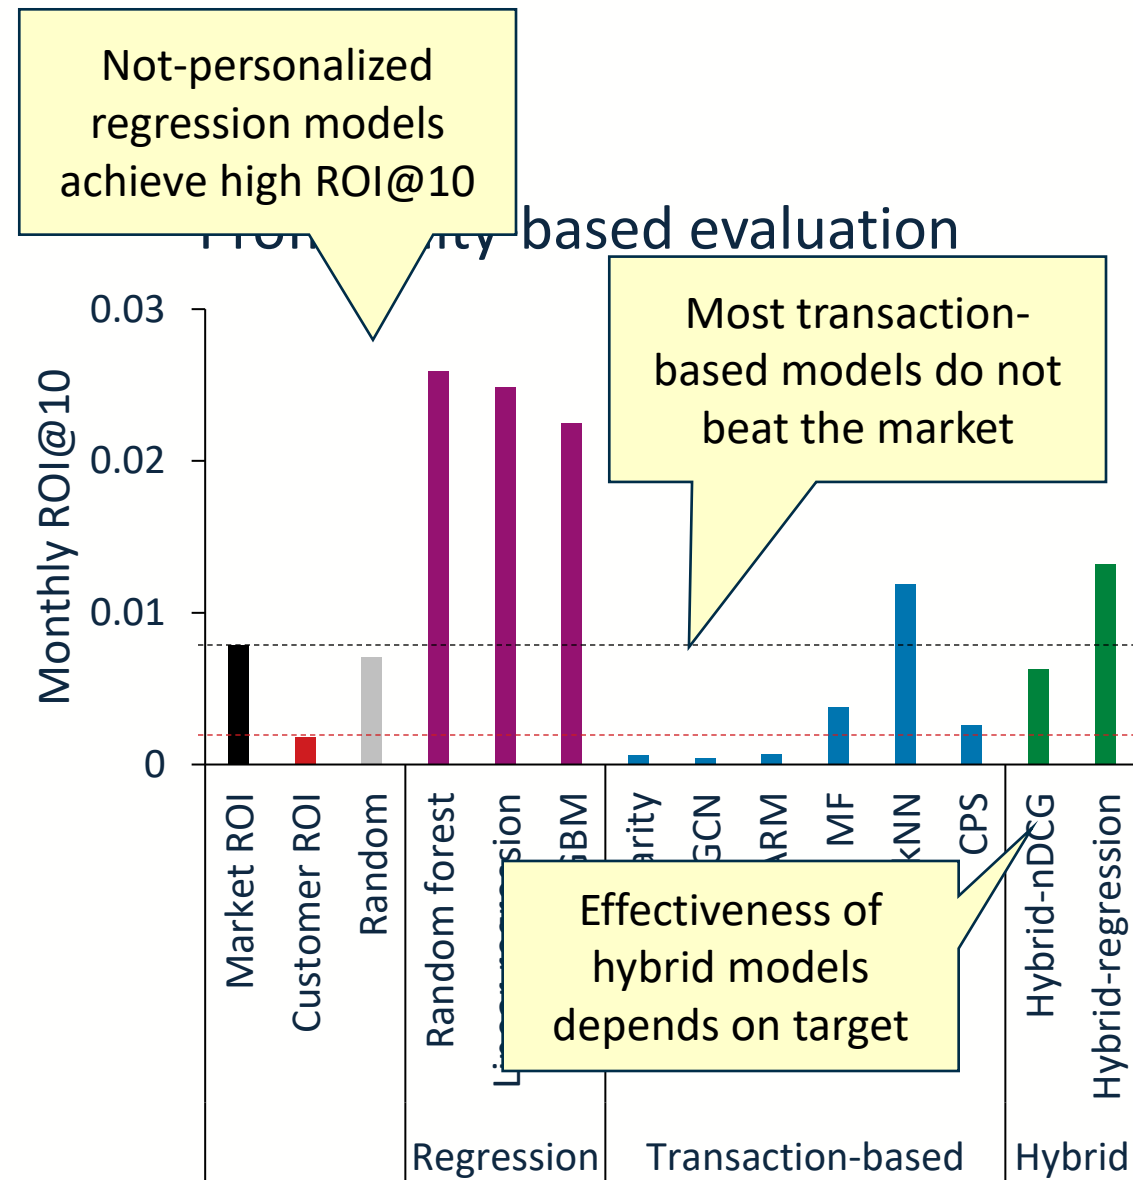 Not-personalized
regression models
achieve high ROI@10
based evaluation
Most transaction-
based models do not
beat the market
Monthly ROI@10
0.03
0.02
0.01
0
Market ROI
Customer ROI
Random
Random forest
MF
kNN
CPS
Hybrid-nDCG
Hybrid-regression
Effectiveness of
hybrid models
depends on target
Regression
Transaction-based
Hybrid